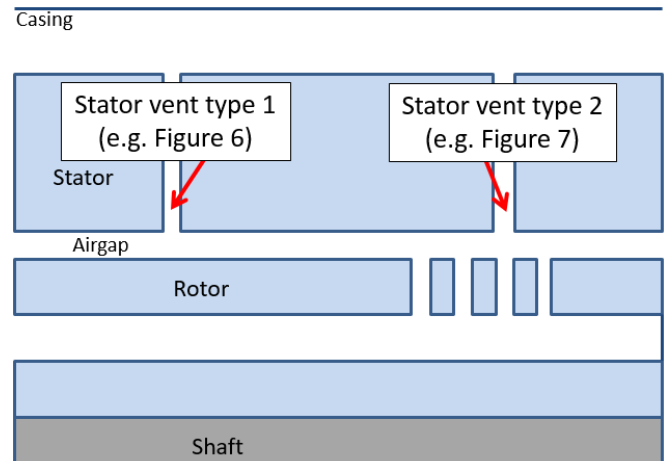 Casing
Stator vent type 1
(e.g. Figure 6)
Stator vent type 2
(e.g. Figure 7)
Stator
Airgap
Rotor
Shaft